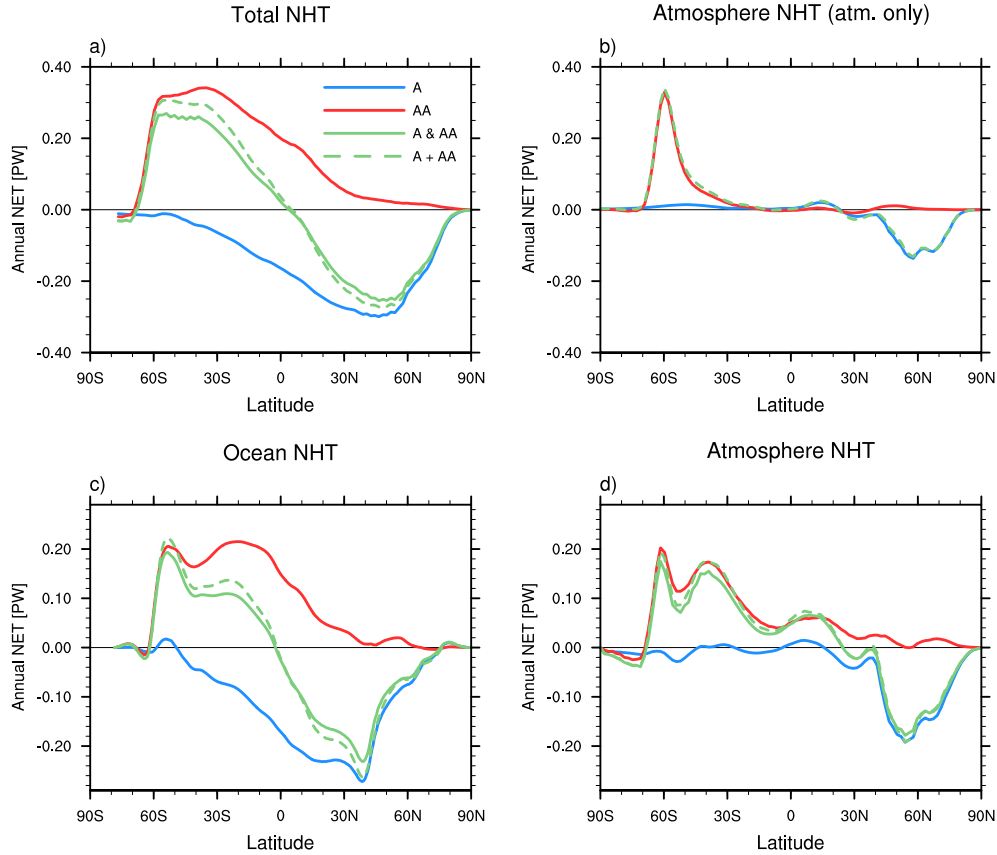 Total NHT
a)
Annual NET [PW]
0.40
0.20
0.00
-0.20
-0.40
A
AA
A & AA
A + AA
90S 60S 30S 0 30N 60N 90N
Latitude
Atmosphere NHT (atm. only)
b)
Annual NET [PW]
0.40
0.20
0.00
-0.20
-0.40
90S 60S 30S 0 30N 60N 90N
Latitude
Ocean NHT
c)
Annual NET [PW]
0.20
0.10
0.00
-0.10
-0.20
90S 60S 30S 0 30N 60N 90N
Latitude
Atmosphere NHT
d)
Annual NET [PW]
0.20
0.10
0.00
-0.10
-0.20
90S 60S 30S 0 30N 60N 90N
Latitude